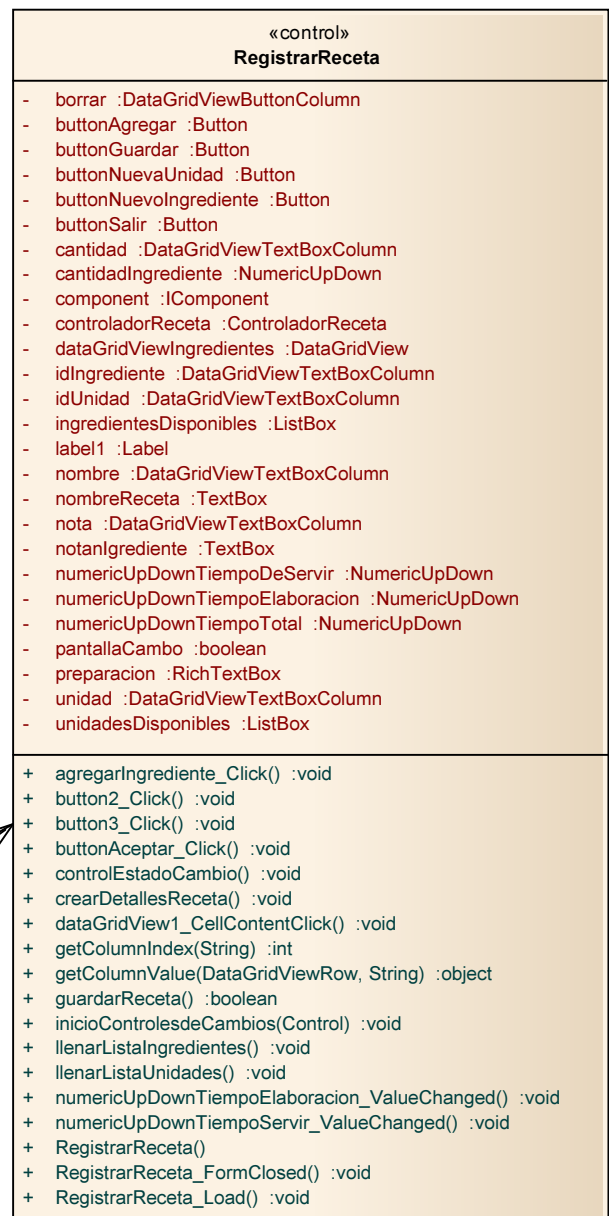 «control»
RegistrarReceta
- borrar :DataGridViewButtonColumn
- buttonAgregar :Button
- buttonGuardar :Button
- buttonNuevaUnidad :Button
- buttonNuevoIngrediente :Button
- buttonSalir :Button
- cantidad :DataGridViewTextBoxColumn
- cantidadIngrediente :NumericUpDown
- component :IComponent
- controladorReceta :ControladorReceta
- dataGridViewIngredientes :DataGridView
- idIngrediente :DataGridViewTextBoxColumn
- idUnidad :DataGridViewTextBoxColumn
- ingredientesDisponibles :ListBox
- label1 :Label
- nombre :DataGridViewTextBoxColumn
- nombreReceta :TextBox
- nota :DataGridViewTextBoxColumn
- notanIgrediente :TextBox
- numericUpDownTiempoDeServir :NumericUpDown
- numericUpDownTiempoElaboracion :NumericUpDown
- numericUpDownTiempoTotal :NumericUpDown
- pantallaCambo :boolean
- preparacion :RichTextBox
- unidad :DataGridViewTextBoxColumn
- unidadesDisponibles :ListBox
+ agregarIngrediente_Click() :void
+ button2_Click() :void
+ button3_Click() :void
+ buttonAceptar_Click() :void
+ controlEstadoCambio() :void
+ crearDetallesReceta() :void
+ dataGridView1_CellContentClick() :void
+ getColumnIndex(String) :int
+ getColumnValue(DataGridViewRow, String) :object
+ guardarReceta() :boolean
+ inicioControlesdeCambios(Control) :void
+ llenarListaIngredientes() :void
+ llenarListaUnidades() :void
+ numericUpDownTiempoElaboracion_ValueChanged() :void
+ numericUpDownTiempoServir_ValueChanged() :void
+ RegistrarReceta()
+ RegistrarReceta_FormClosed() :void
+ RegistrarReceta_Load() :void